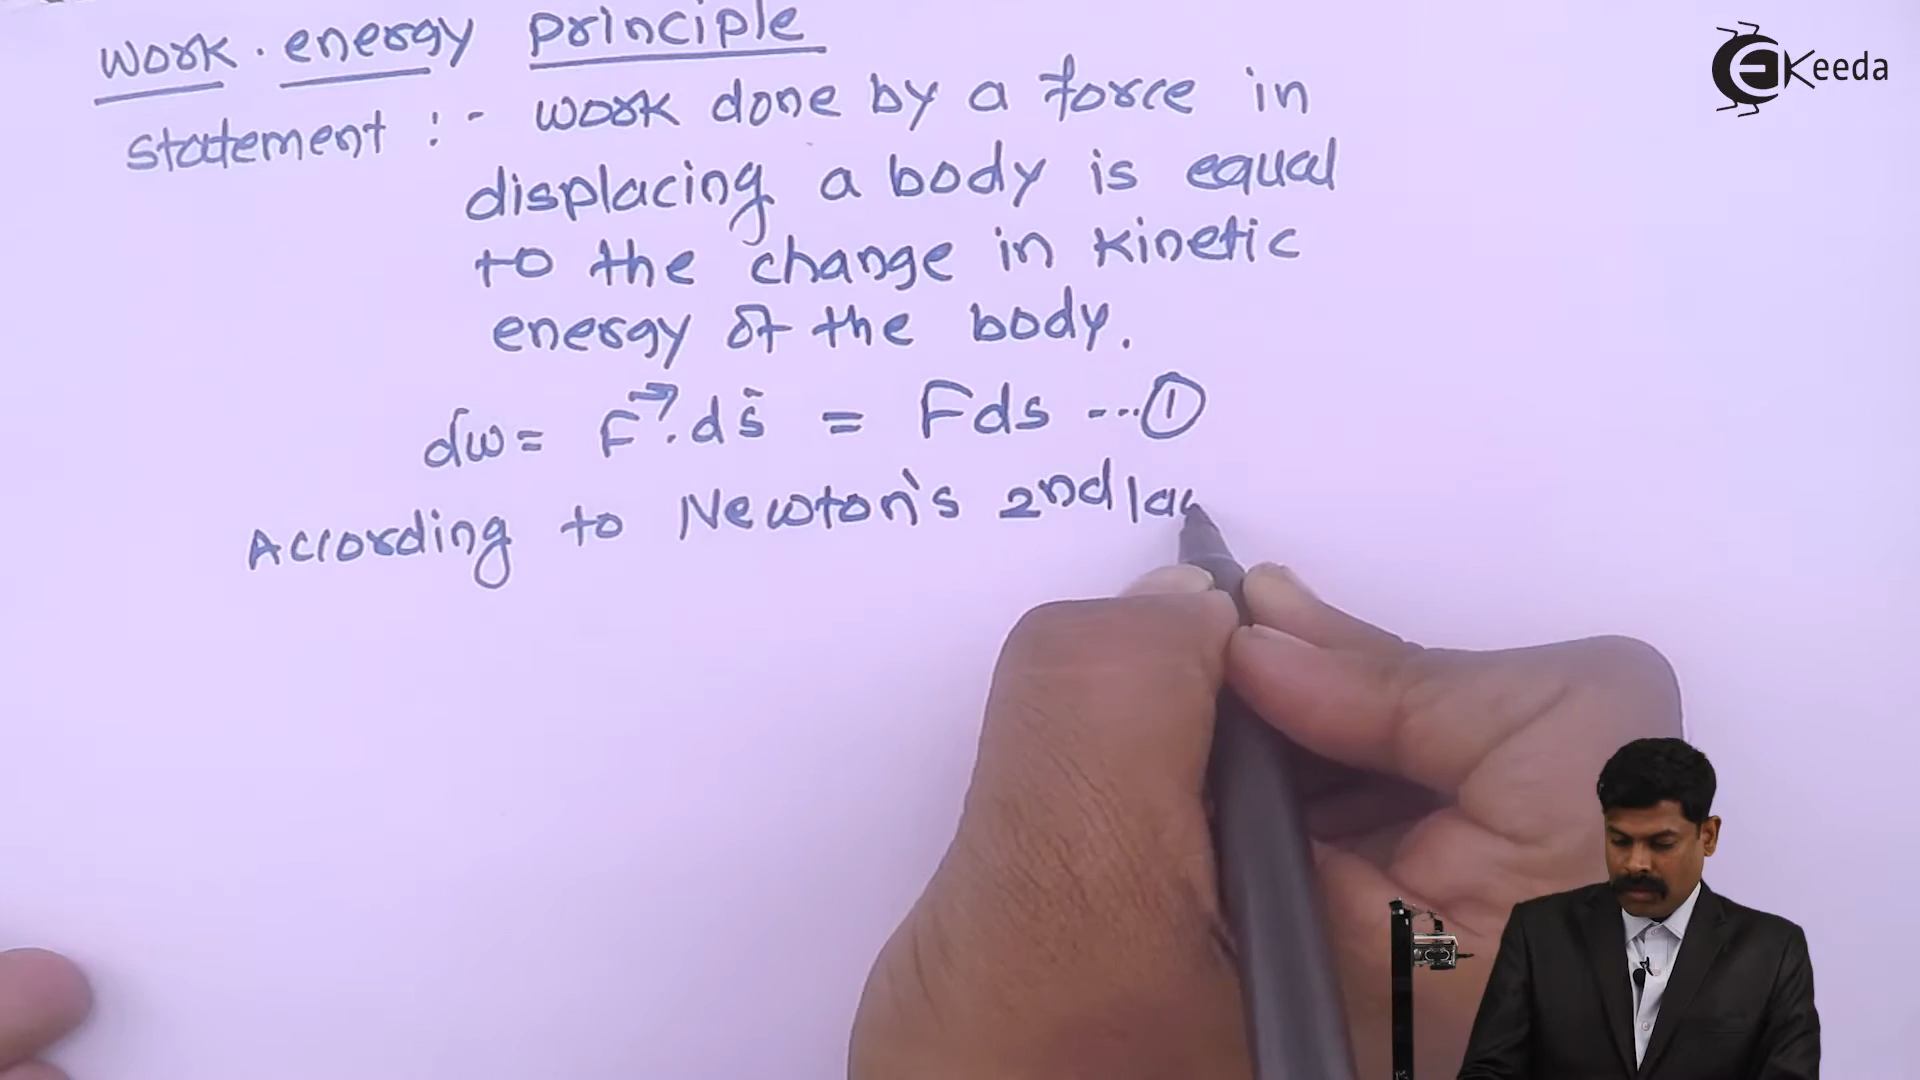 work. energy principle
EKeeda
statement :- work done by a force in
displacing a body is equal
to the change in kinetic
energy of the body.
dw = F⃗. ds̄ = Fds ---①
According to Newton's 2nd law